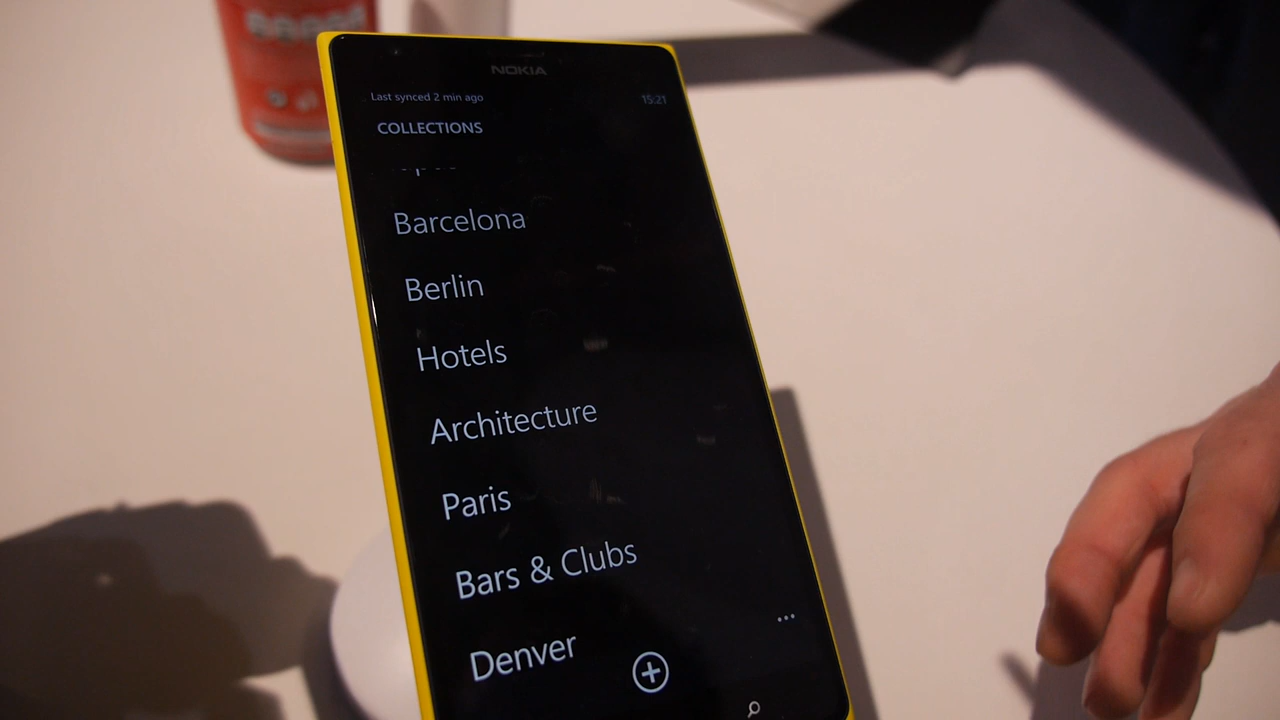 NOKIA
Last synced 2 min ago
15:21
COLLECTIONS
Barcelona
Berlin
Hotels
Architecture
Paris
Bars & Clubs
Denver
...